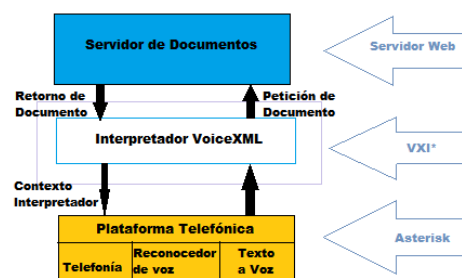 Servidor de Documentos
Servidor Web
Retorno de
Documento
Petición de
Documento
Interpretador VoiceXML
VXI*
Contexto
Interpretador
Plataforma Telefónica
Asterisk
Telefonía
Reconocedor
de voz
Texto
a Voz